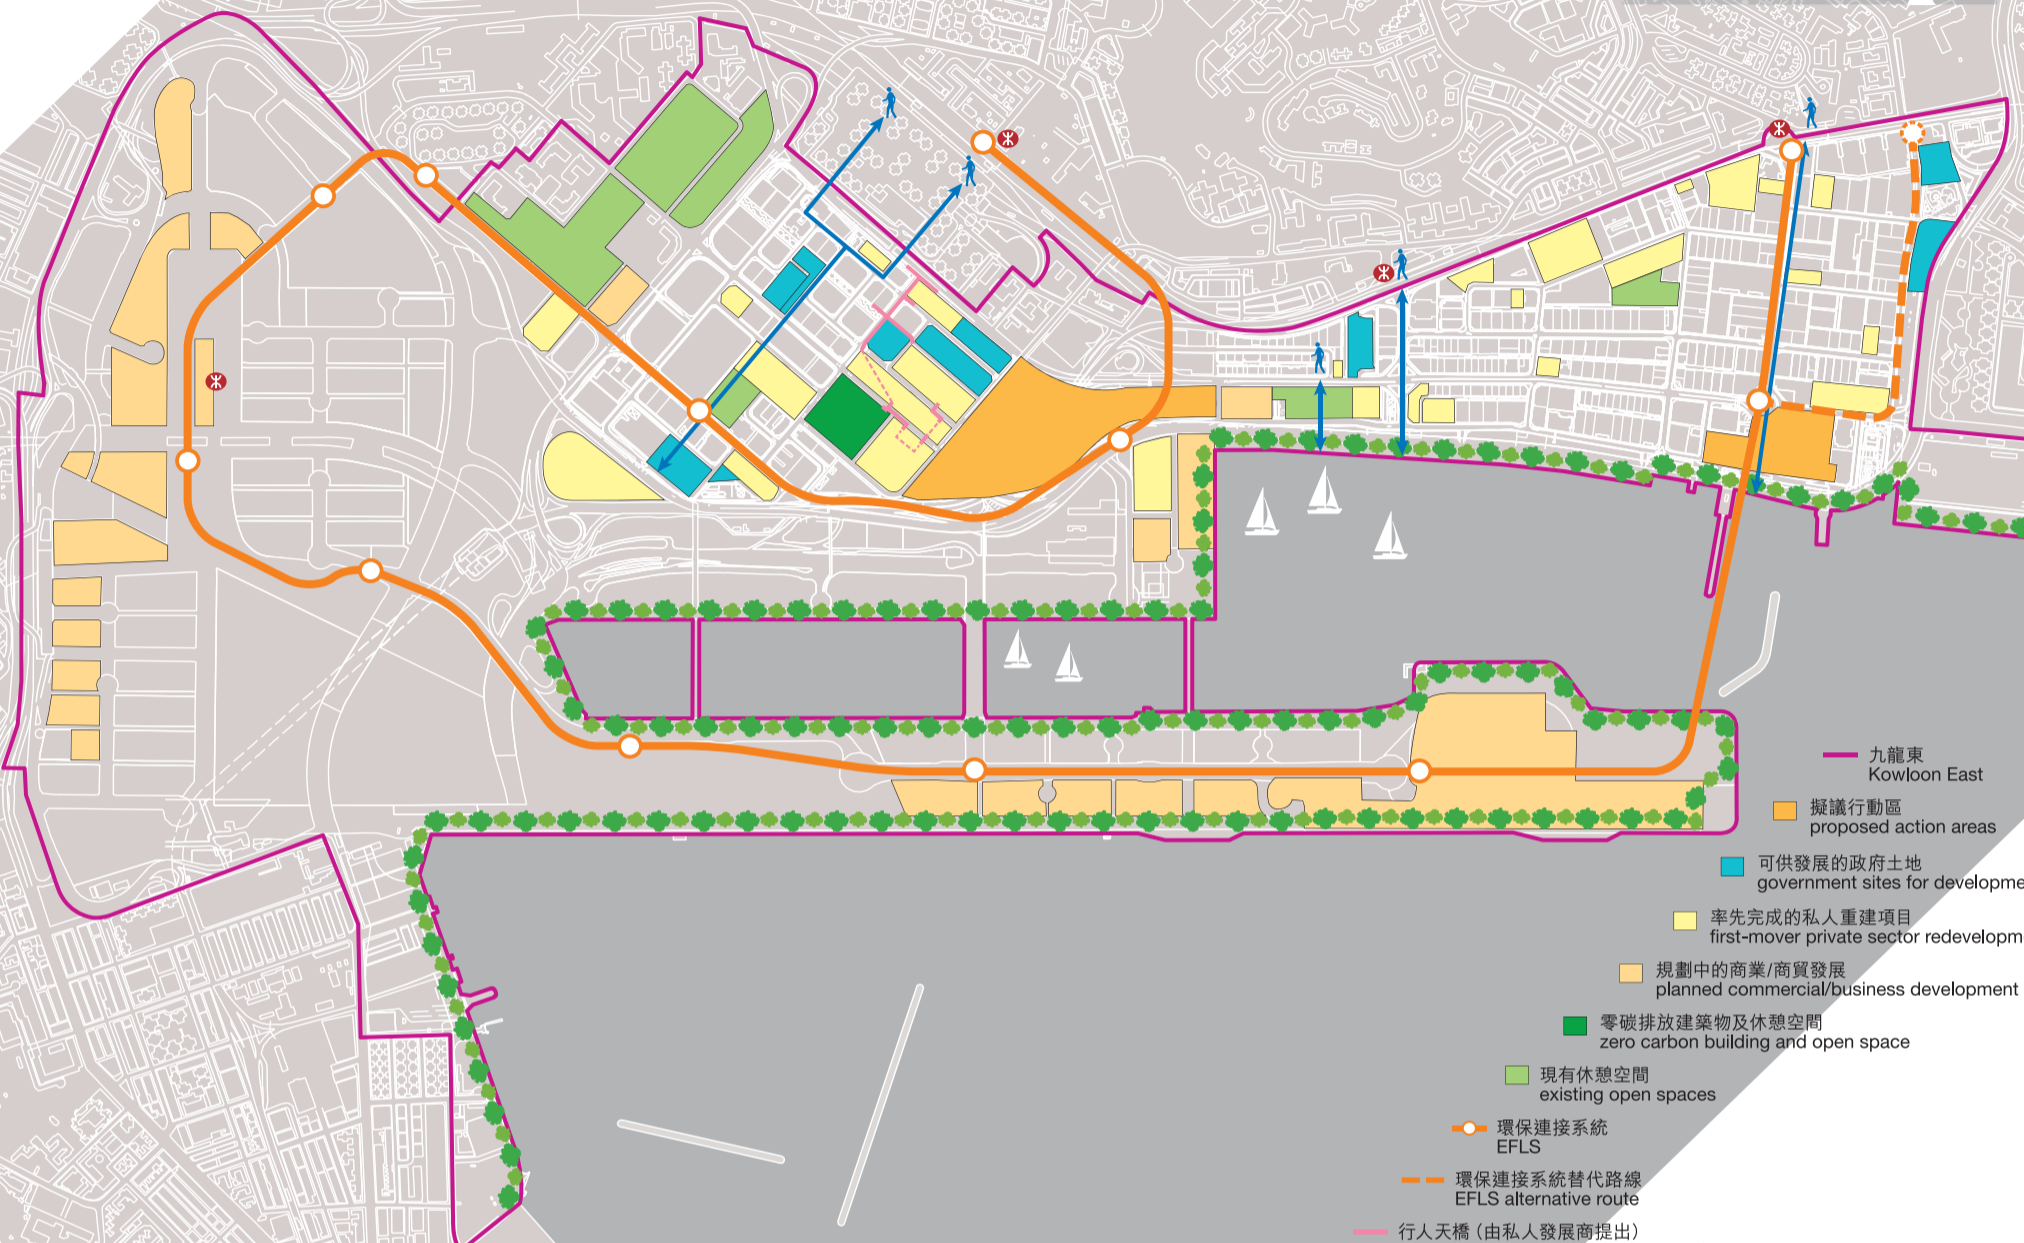 九龍東
Kowloon East
擬議行動區
proposed action areas
可供發展的政府土地
government sites for developme
率先完成的私人重建項目
first-mover private sector redevelopm
規劃中的商業/商貿發展
planned commercial/business development
零碳排放建築物及休憩空間
zero carbon building and open space
現有休憩空間
existing open spaces
環保連接系統
EFLS
環保連接系統替代路線
EFLS alternative route
行人天橋（由私人發展商提出）